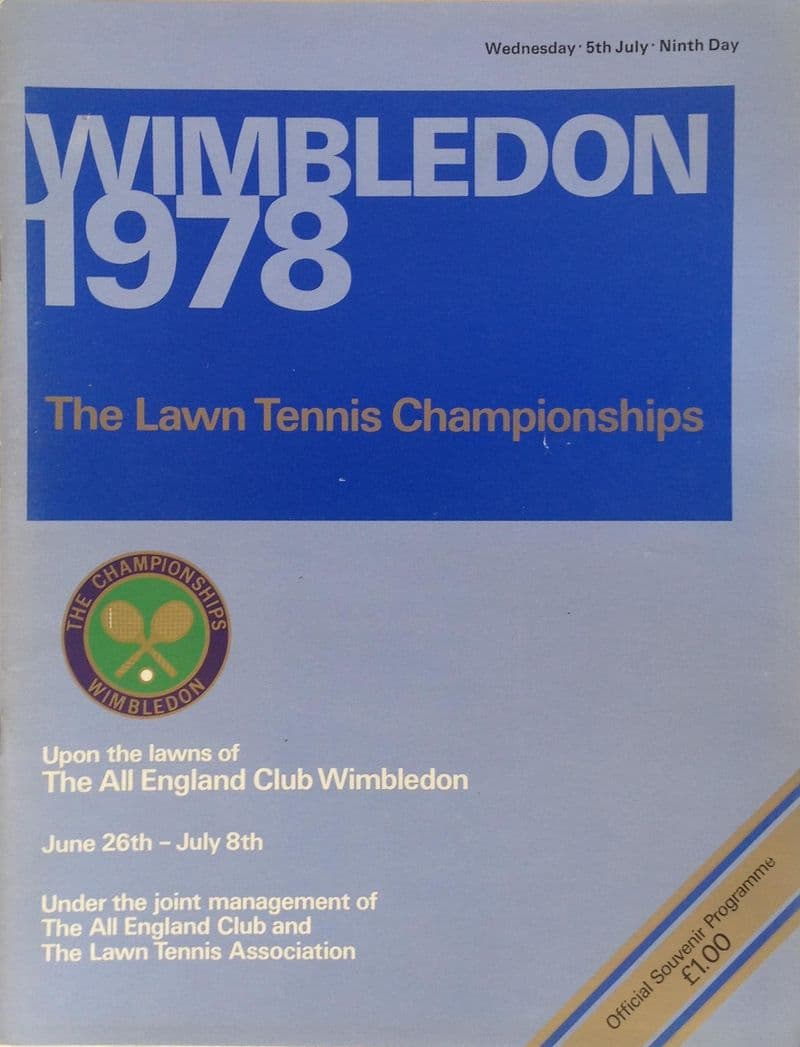 Wednesday · 5th July · Ninth Day
WIMBLEDON
1978
The Lawn Tennis Championships
THE CHAMPIONSHIPS
WIMBLEDON
Upon the lawns of
The All England Club Wimbledon
June 26th – July 8th
Under the joint management of
The All England Club and
The Lawn Tennis Association
Official Souvenir Programme
£1.00